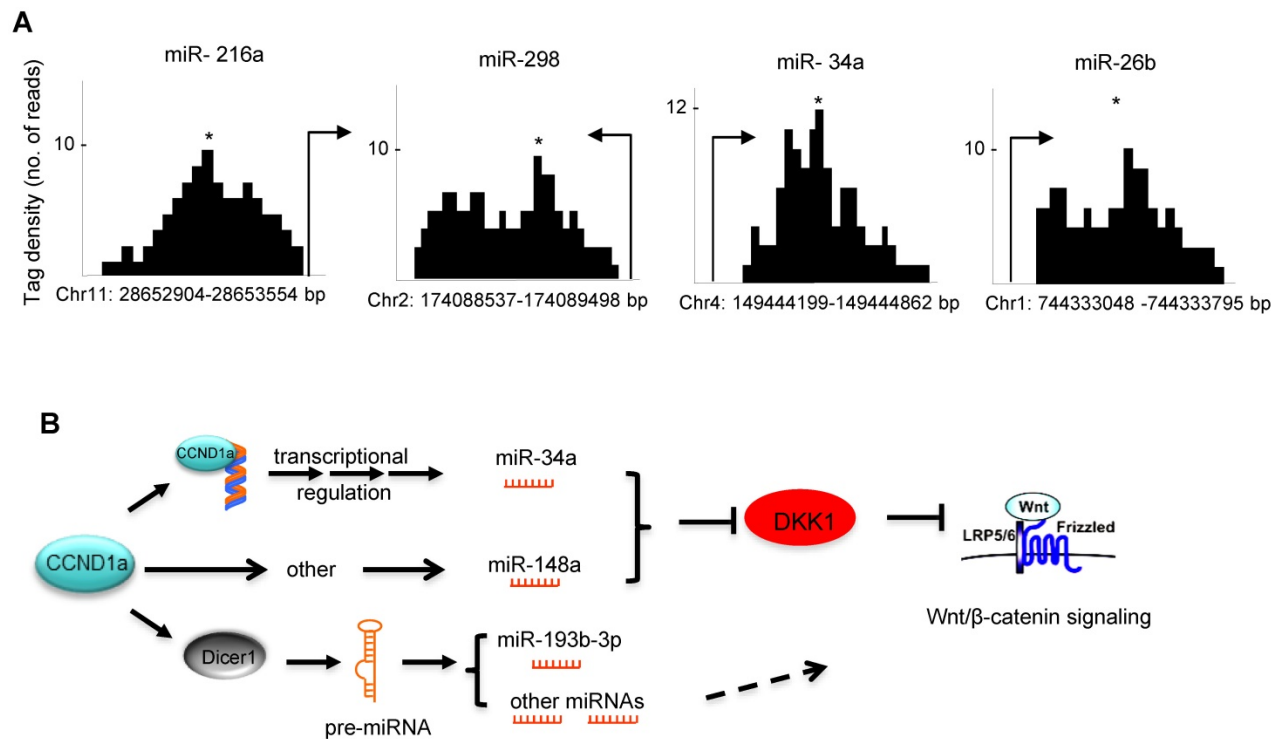 A
miR- 216a
miR-298
miR- 34a
miR-26b
Tag density (no. of reads)
10
*
10
*
12
*
10
*
Chr11: 28652904-28653554 bp
Chr2: 174088537-174089498 bp
Chr4: 149444199-149444862 bp
Chr1: 744333048 -744333795 bp
B
CCND1a
transcriptional
regulation
miR-34a
CCND1a
other
miR-148a
DKK1
Wnt
LRP5/6
Frizzled
Wnt/β-catenin signaling
Dicer1
pre-miRNA
miR-193b-3p
other miRNAs